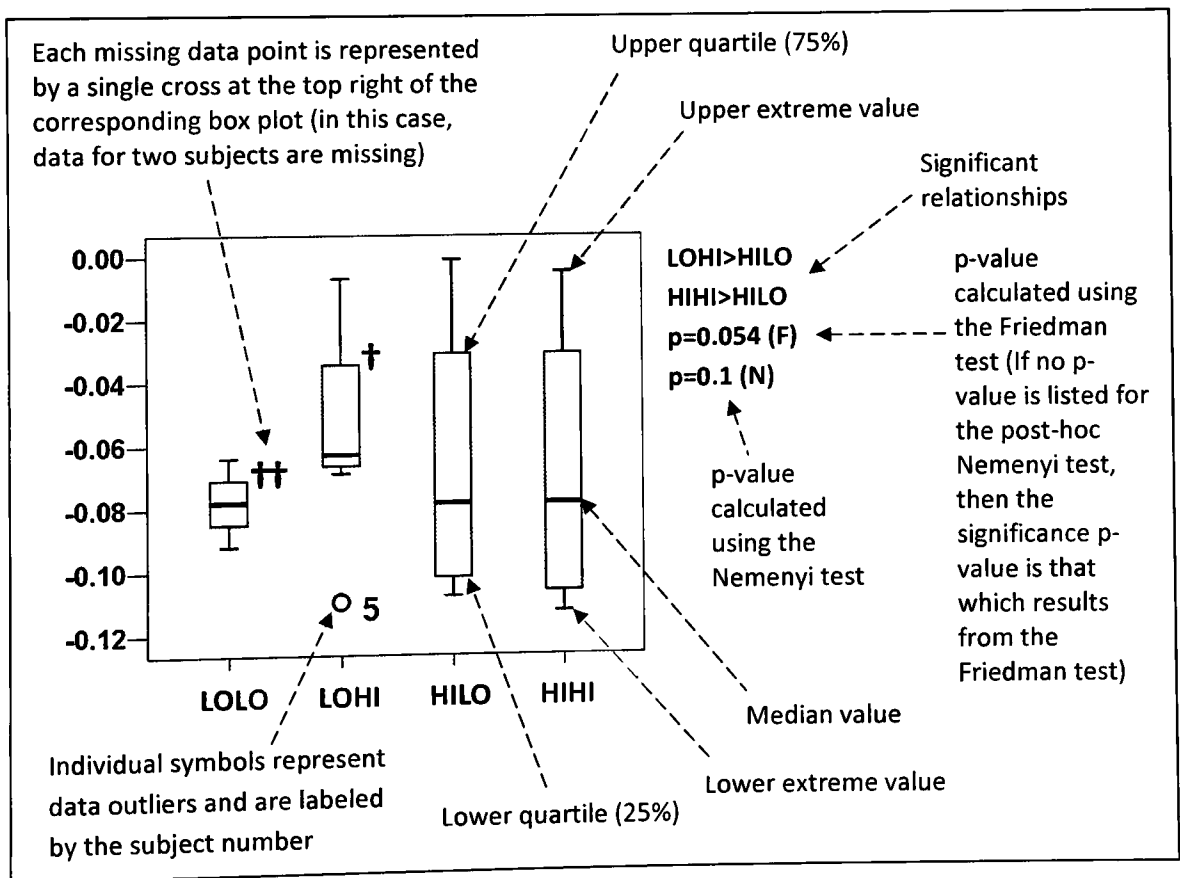 Each missing data point is represented
by a single cross at the top right of the
corresponding box plot (in this case,
data for two subjects are missing)
Upper quartile (75%)
Upper extreme value
Significant
relationships
0.00
-0.02
-0.04
-0.06
-0.08
-0.10
-0.12
†
††
5
LOLO
LOHI
HILO
HIHI
LOHI>HILO
HIHI>HILO
p=0.054 (F)
p=0.1 (N)
p-value
calculated using
the Friedman
test (If no p-
value is listed for
the post-hoc
Nemenyi test,
then the
significance p-
value is that
which results
from the
Friedman test)
p-value
calculated
using the
Nemenyi test
Median value
Lower extreme value
Lower quartile (25%)
Individual symbols represent
data outliers and are labeled
by the subject number